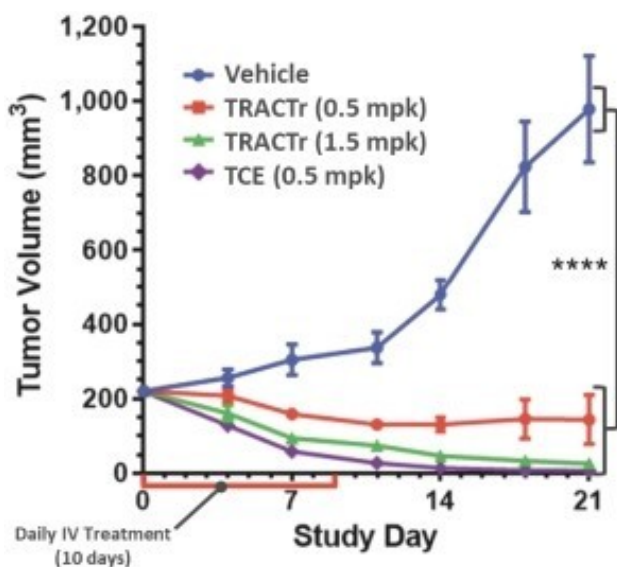 1,200
1,000
800
600
400
200
0
Tumor Volume (mm³)
Vehicle
TRACTr (0.5 mpk)
TRACTr (1.5 mpk)
TCE (0.5 mpk)
****
0 7 14 21
Study Day
Daily IV Treatment
(10 days)